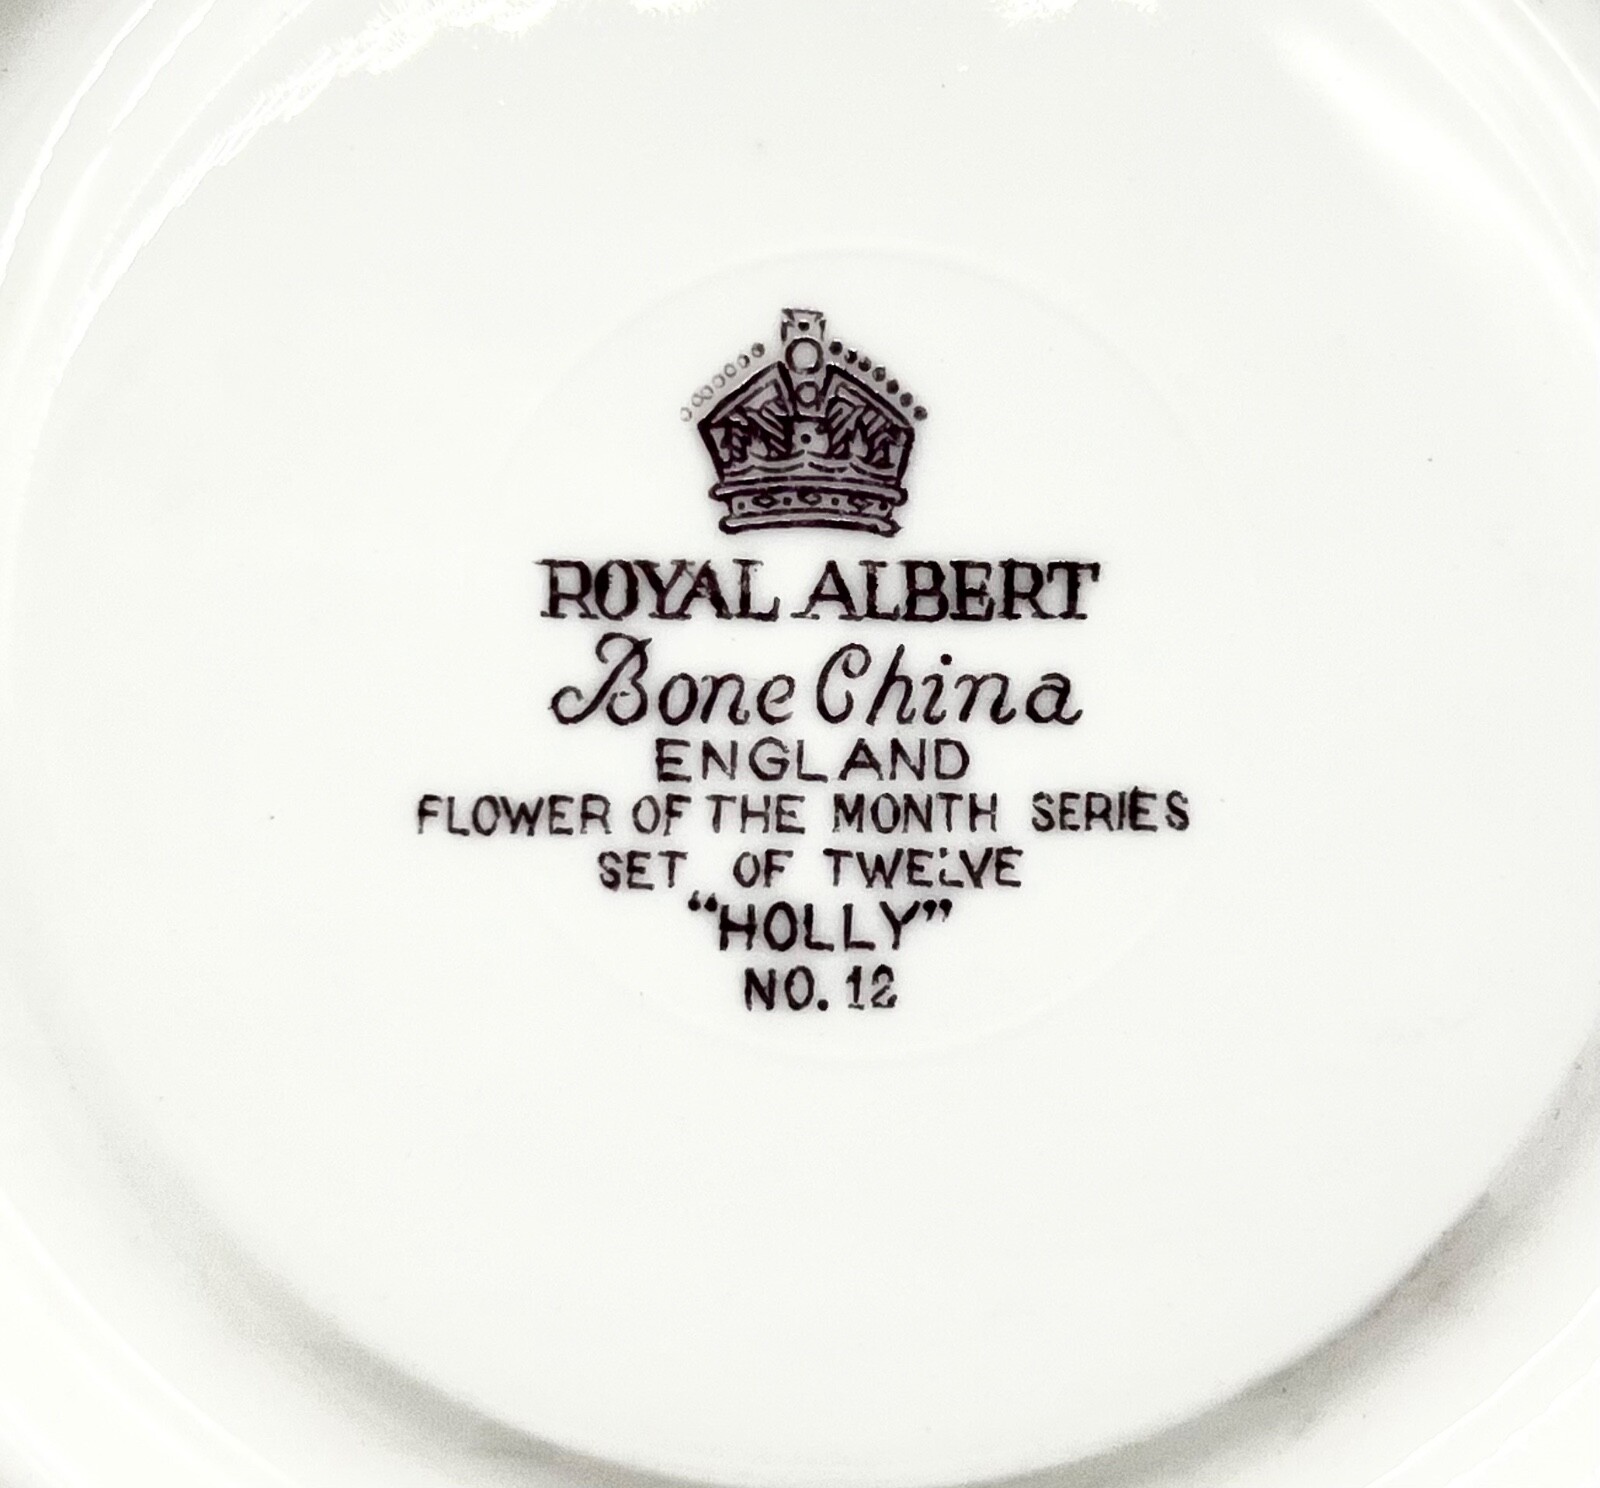 ROYAL ALBERT
Bone China
ENGLAND
FLOWER OF THE MONTH SERIES
SET OF TWELVE
“HOLLY”
NO. 12